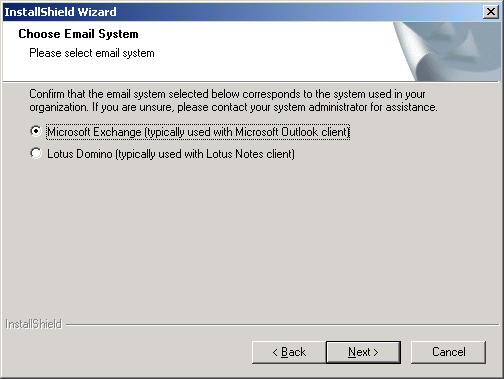 InstallShield Wizard
Choose Email System
Please select email system
Confirm that the email system selected below corresponds to the system used in your
organization. If you are unsure, please contact your system administrator for assistance.
Microsoft Exchange (typically used with Microsoft Outlook client)
Lotus Domino (typically used with Lotus Notes client)
InstallShield
< Back
Next >
Cancel